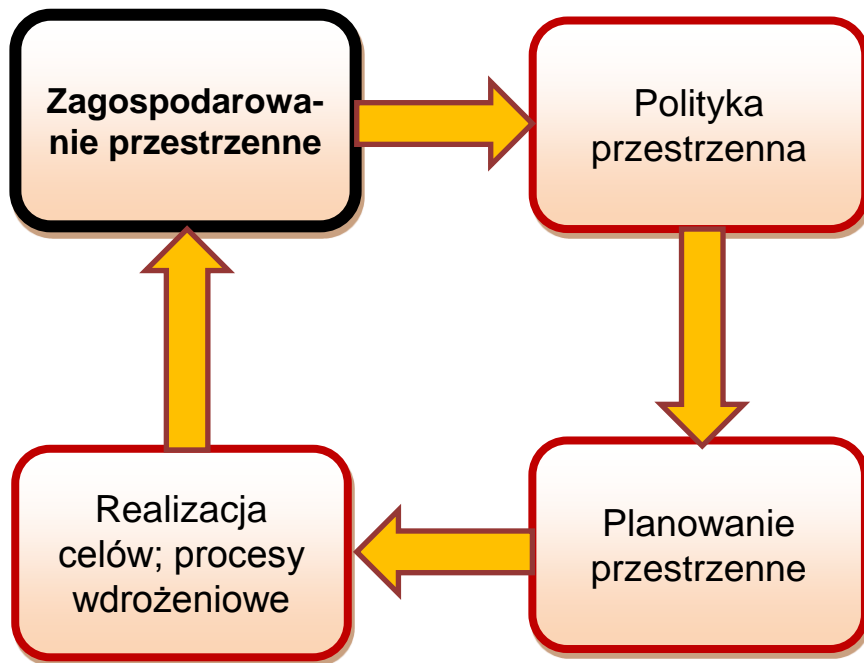 Zagospodarowa-
nie przestrzenne
Polityka
przestrzenna
Realizacja
celów; procesy
wdrożeniowe
Planowanie
przestrzenne